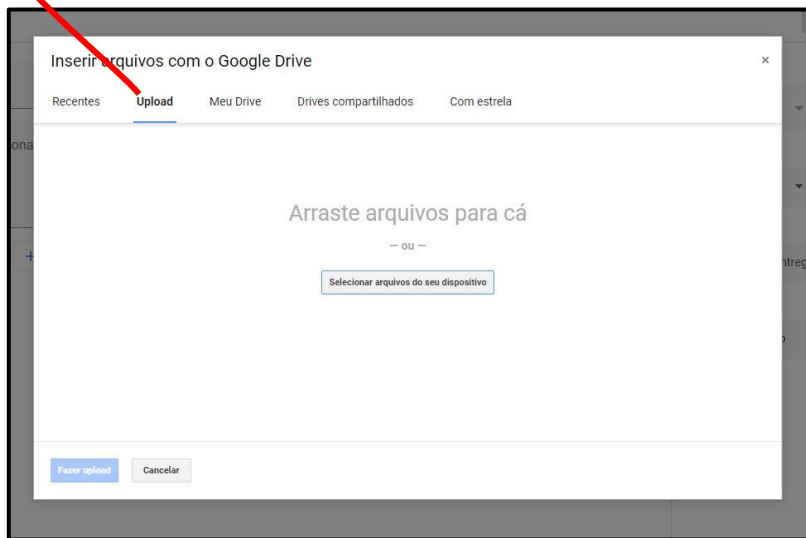 Inserir arquivos com o Google Drive
×
Recentes Upload Meu Drive Drives compartilhados Com estrela
Arraste arquivos para cá
— ou —
Selecionar arquivos do seu dispositivo
Fazer upload Cancelar